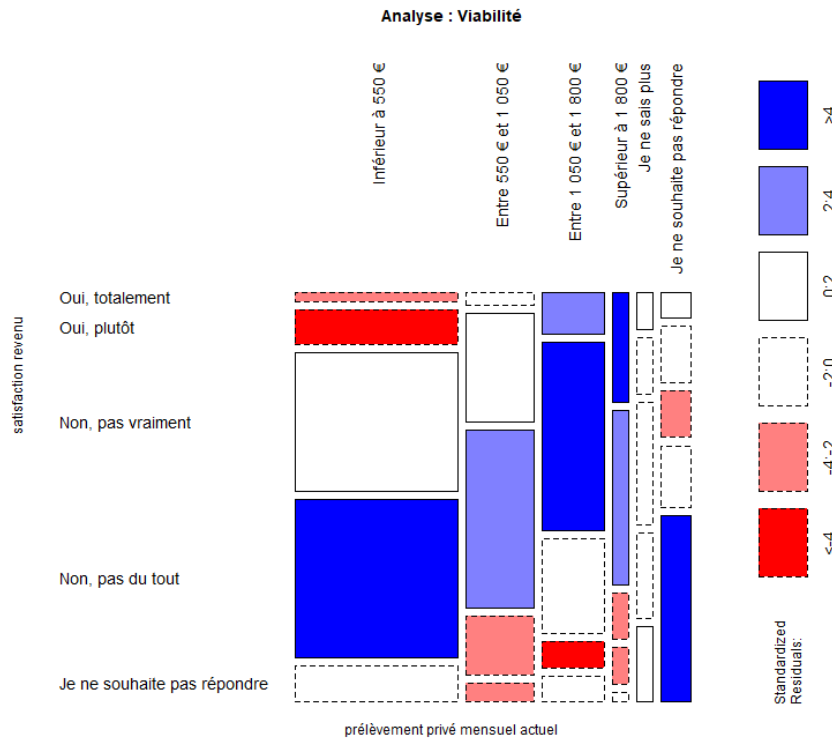 Analyse : Viabilité
Inférieur à 550 €
Entre 550 € et 1 050 €
Entre 1 050 € et 1 800 €
Supérieur à 1 800 €
Je ne sais plus
Je ne souhaite pas répondre
satisfaction revenu
Oui, totalement
Oui, plutôt
Non, pas vraiment
Non, pas du tout
Je ne souhaite pas répondre
prélèvement privé mensuel actuel
>4
2:4
0:2
-2:0
-4:-2
<-4
Standardized
Residuals: